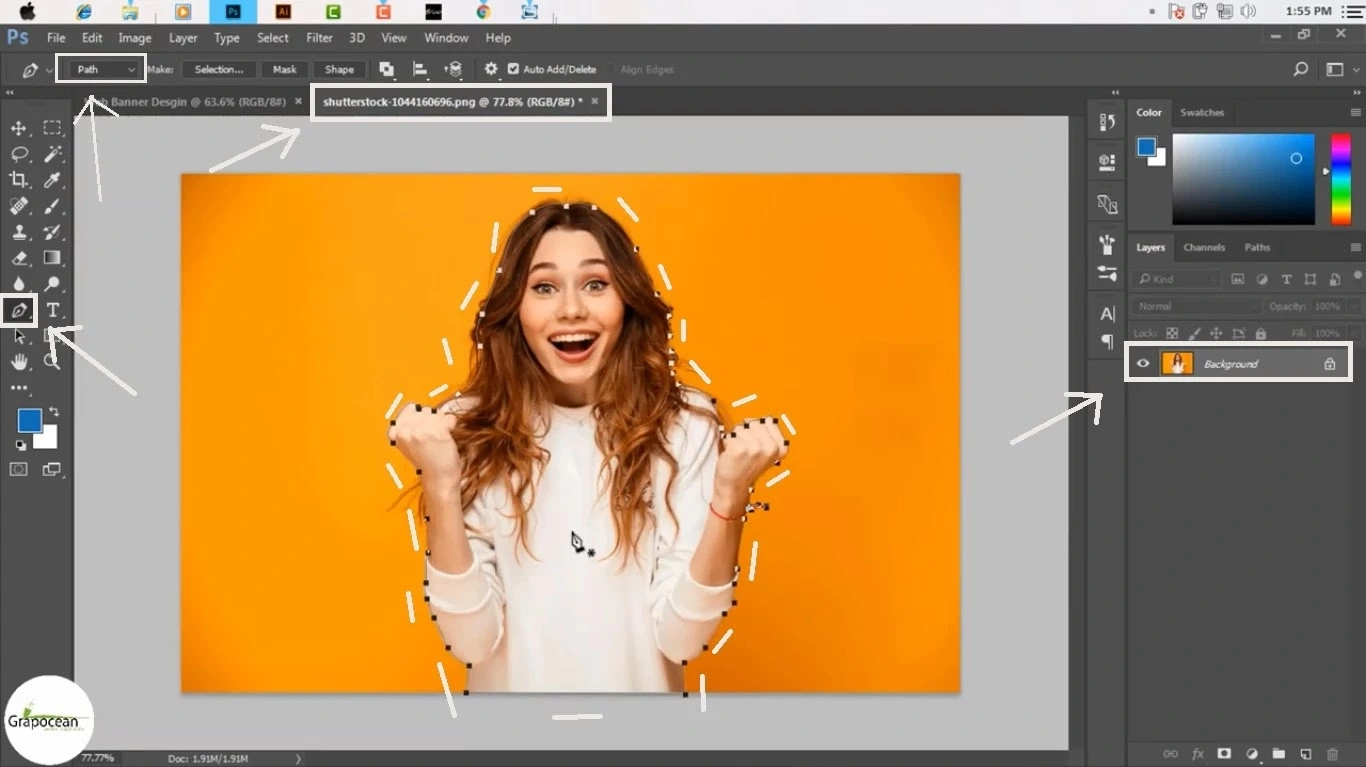 1:55 PM
Ps File Edit Image Layer Type Select Filter 3D View Window Help
Path Make: Selection... Mask Shape Auto Add/Delete Align Edges
Banner Desgin @ 63.6% (RGB/8#) ×
shutterstock-1044160696.png @ 77.8% (RGB/8#) * ×
Color Swatches
Layers Channels Paths
Kind
Normal Opacity: 100%
Lock: Fill: 100%
Background
Grapocean
77.77% Doc: 1.91M/1.91M